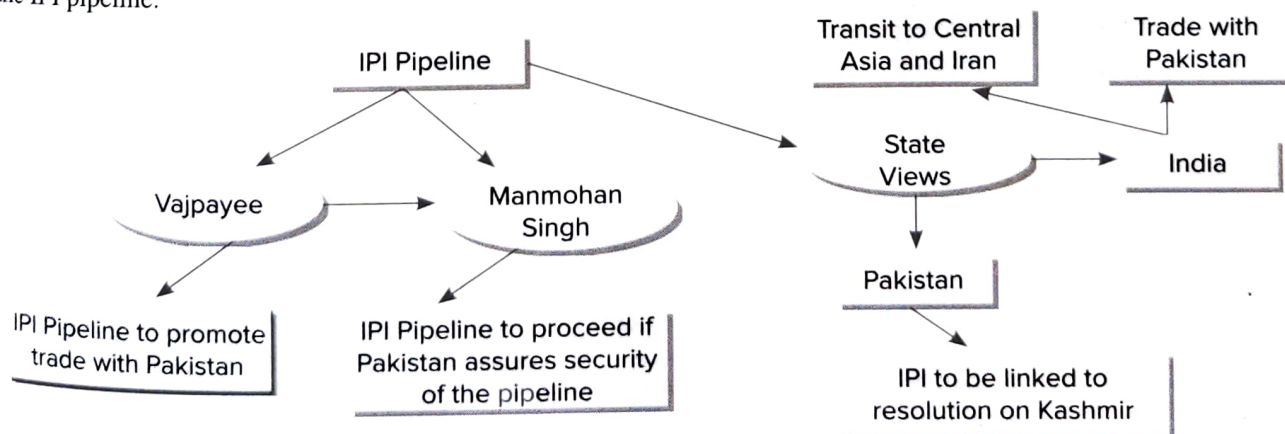 IPI pipeline.
IPI Pipeline
Transit to Central
Asia and Iran
Trade with
Pakistan
State
Views
India
Vajpayee
Manmohan
Singh
Pakistan
IPI Pipeline to promote
trade with Pakistan
IPI Pipeline to proceed if
Pakistan assures security
of the pipeline
IPI to be linked to
resolution on Kashmir